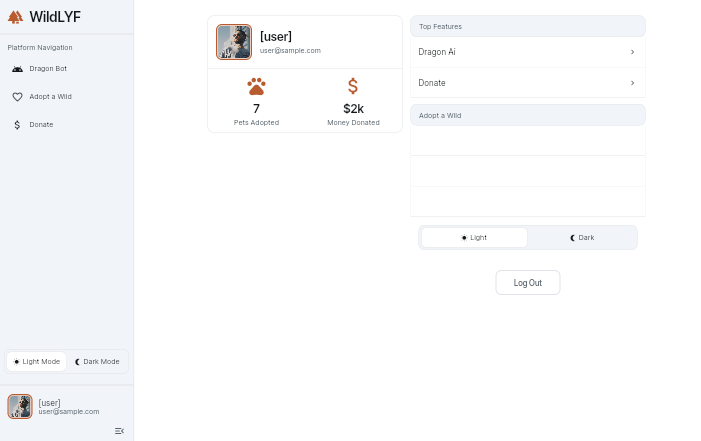 WildLYF
Platform Navigation
Dragon Bot
Adopt a Wild
Donate
Light Mode
Dark Mode
[user]
user@sample.com
[user]
user@sample.com
7
Pets Adopted
$2k
Money Donated
Top Features
Dragon Ai
Donate
Adopt a Wild
Light
Dark
Log Out